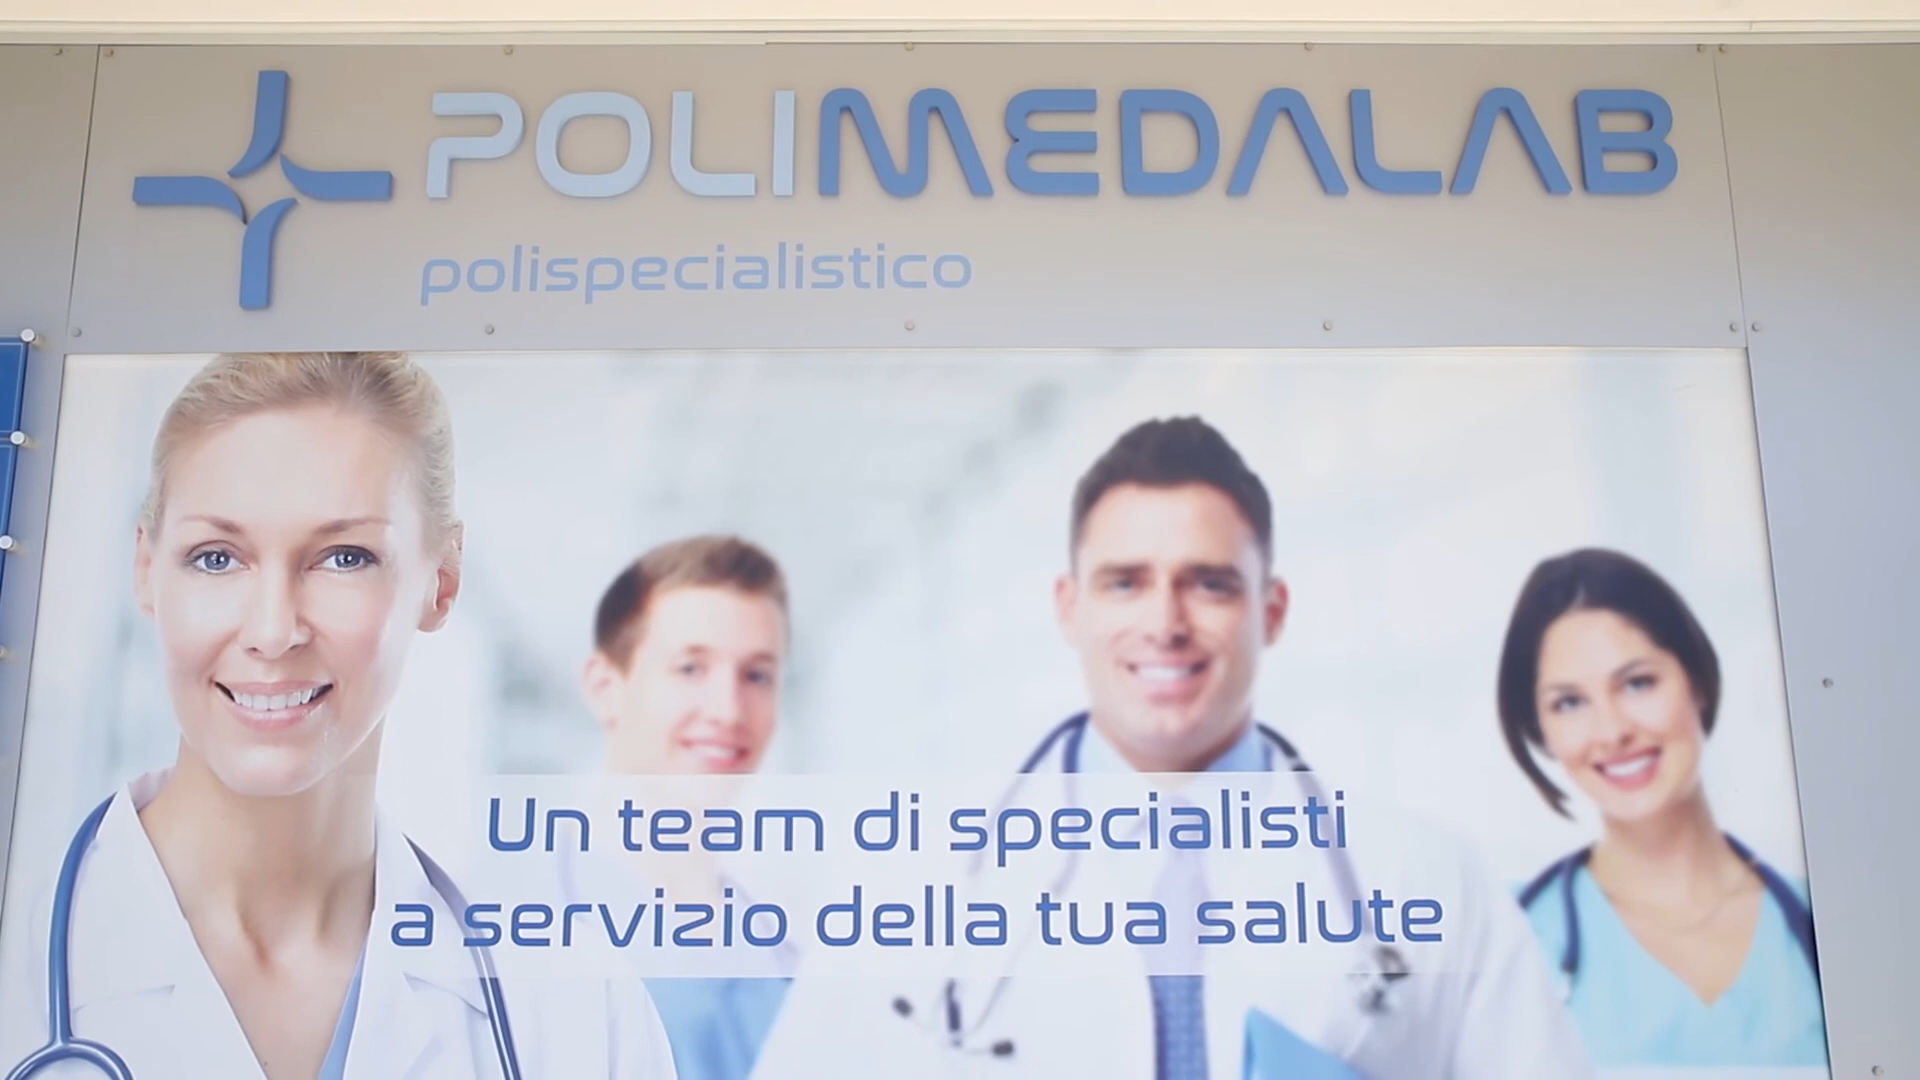 POLIMEDALAB
polispecialistico
Un team di specialisti
a servizio della tua salute